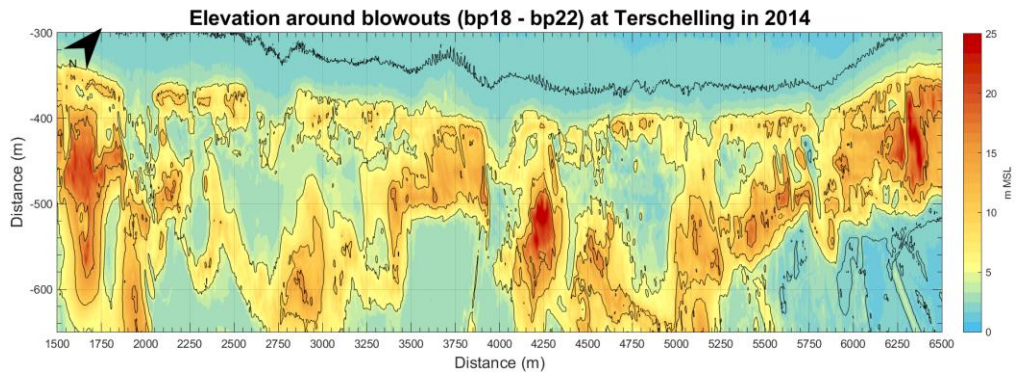 Elevation around blowouts (bp18 - bp22) at Terschelling in 2014
N
-300
-400
-500
-600
Distance (m)
1500 1750 2000 2250 2500 2750 3000 3250 3500 3750 4000 4250 4500 4750 5000 5250 5500 5750 6000 6250 6500
Distance (m)
25
20
15
10
5
0
m MSL